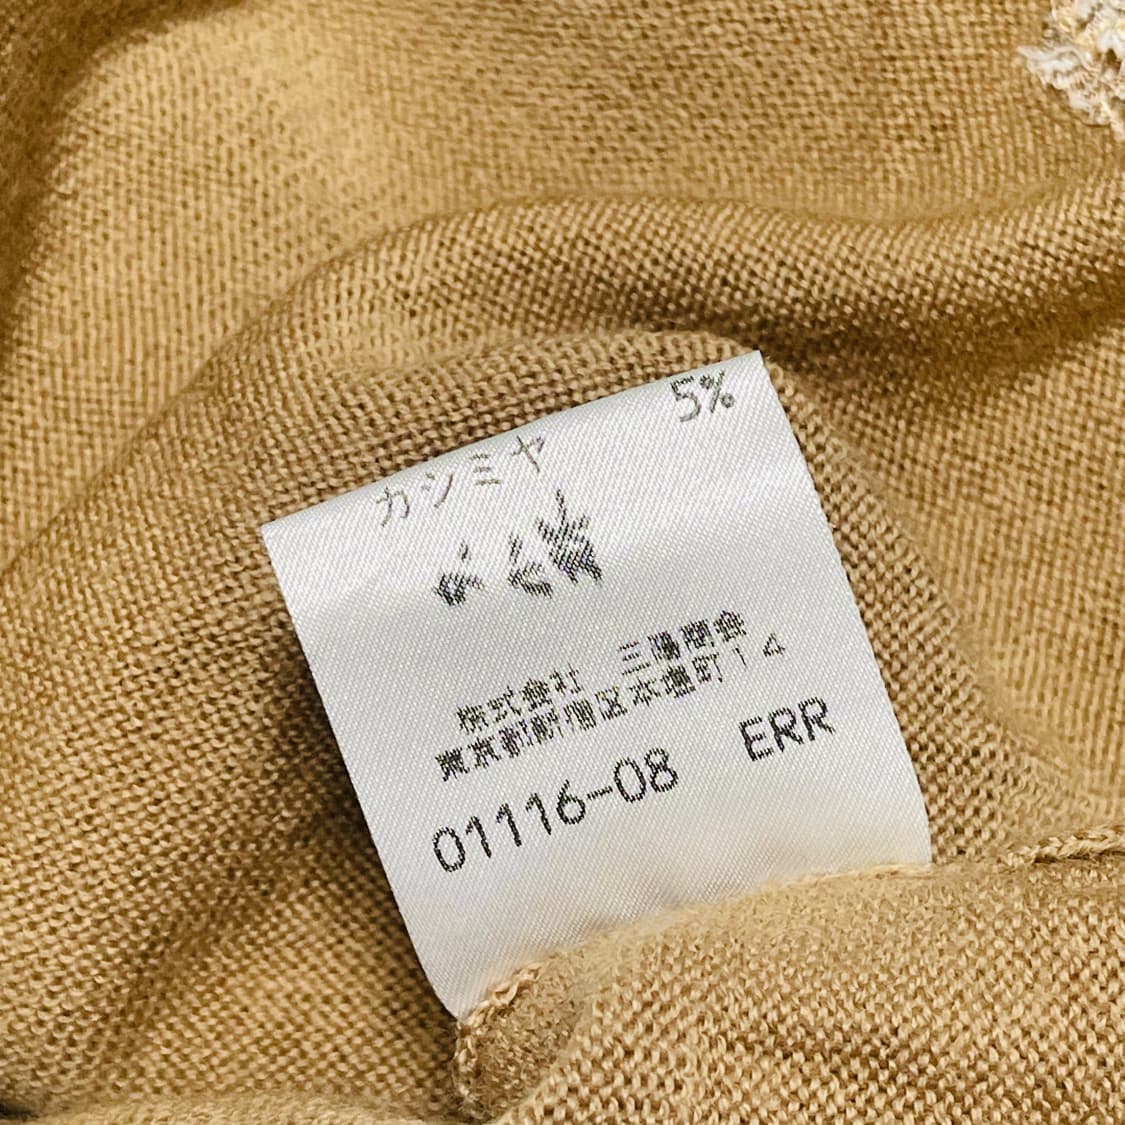 カシミヤ 5%
株式会社 三陽商会
東京都新宿区本塩町14
01116-08 ERR